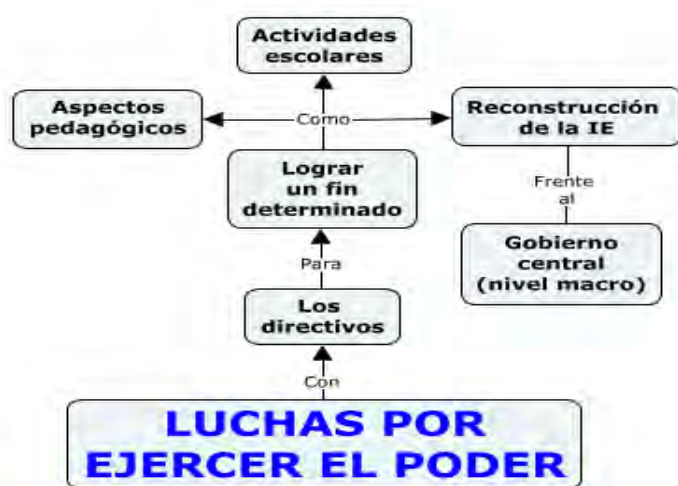 Actividades
escolares
Aspectos
pedagógicos
Como
Reconstrucción
de la IE
Lograr
un fin
determinado
Frente
al
Gobierno
central
(nivel macro)
Para
Los
directivos
Con
LUCHAS POR
EJERCER EL PODER